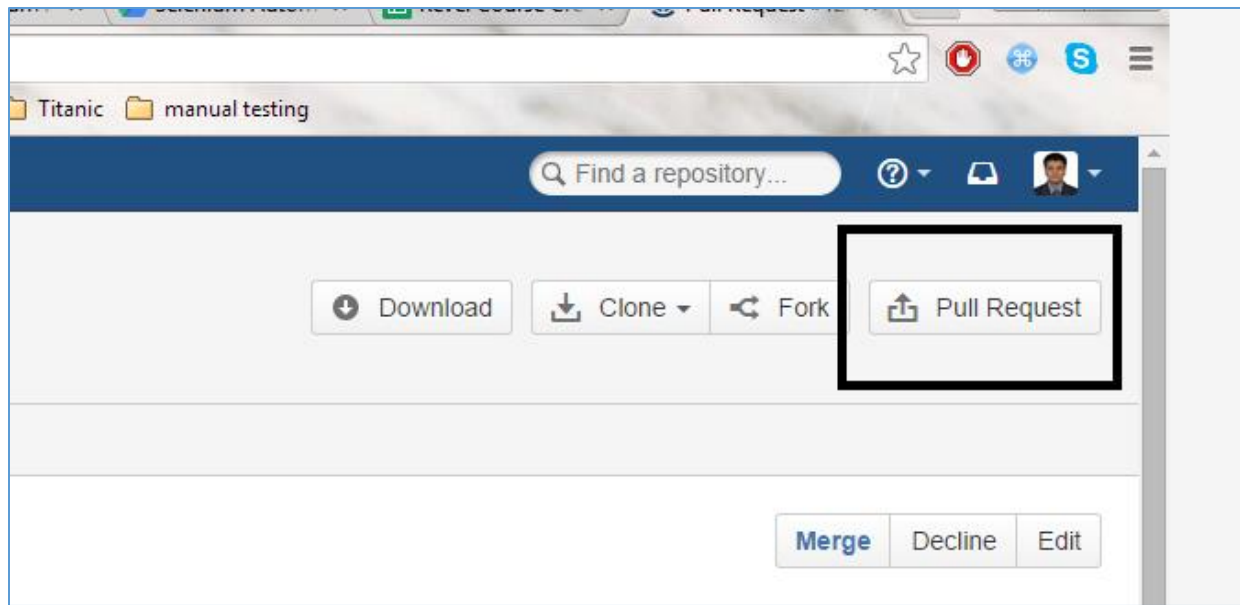 Titanic manual testing
Find a repository...
Download Clone Fork Pull Request
Merge Decline Edit